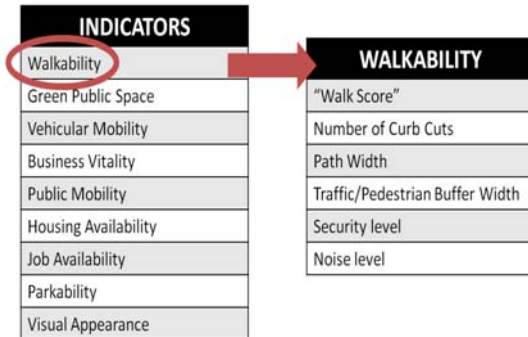 INDICATORS
Walkability
Green Public Space
Vehicular Mobility
Business Vitality
Public Mobility
Housing Availability
Job Availability
Parkability
Visual Appearance
WALKABILITY
“Walk Score”
Number of Curb Cuts
Path Width
Traffic/Pedestrian Buffer Width
Security level
Noise level